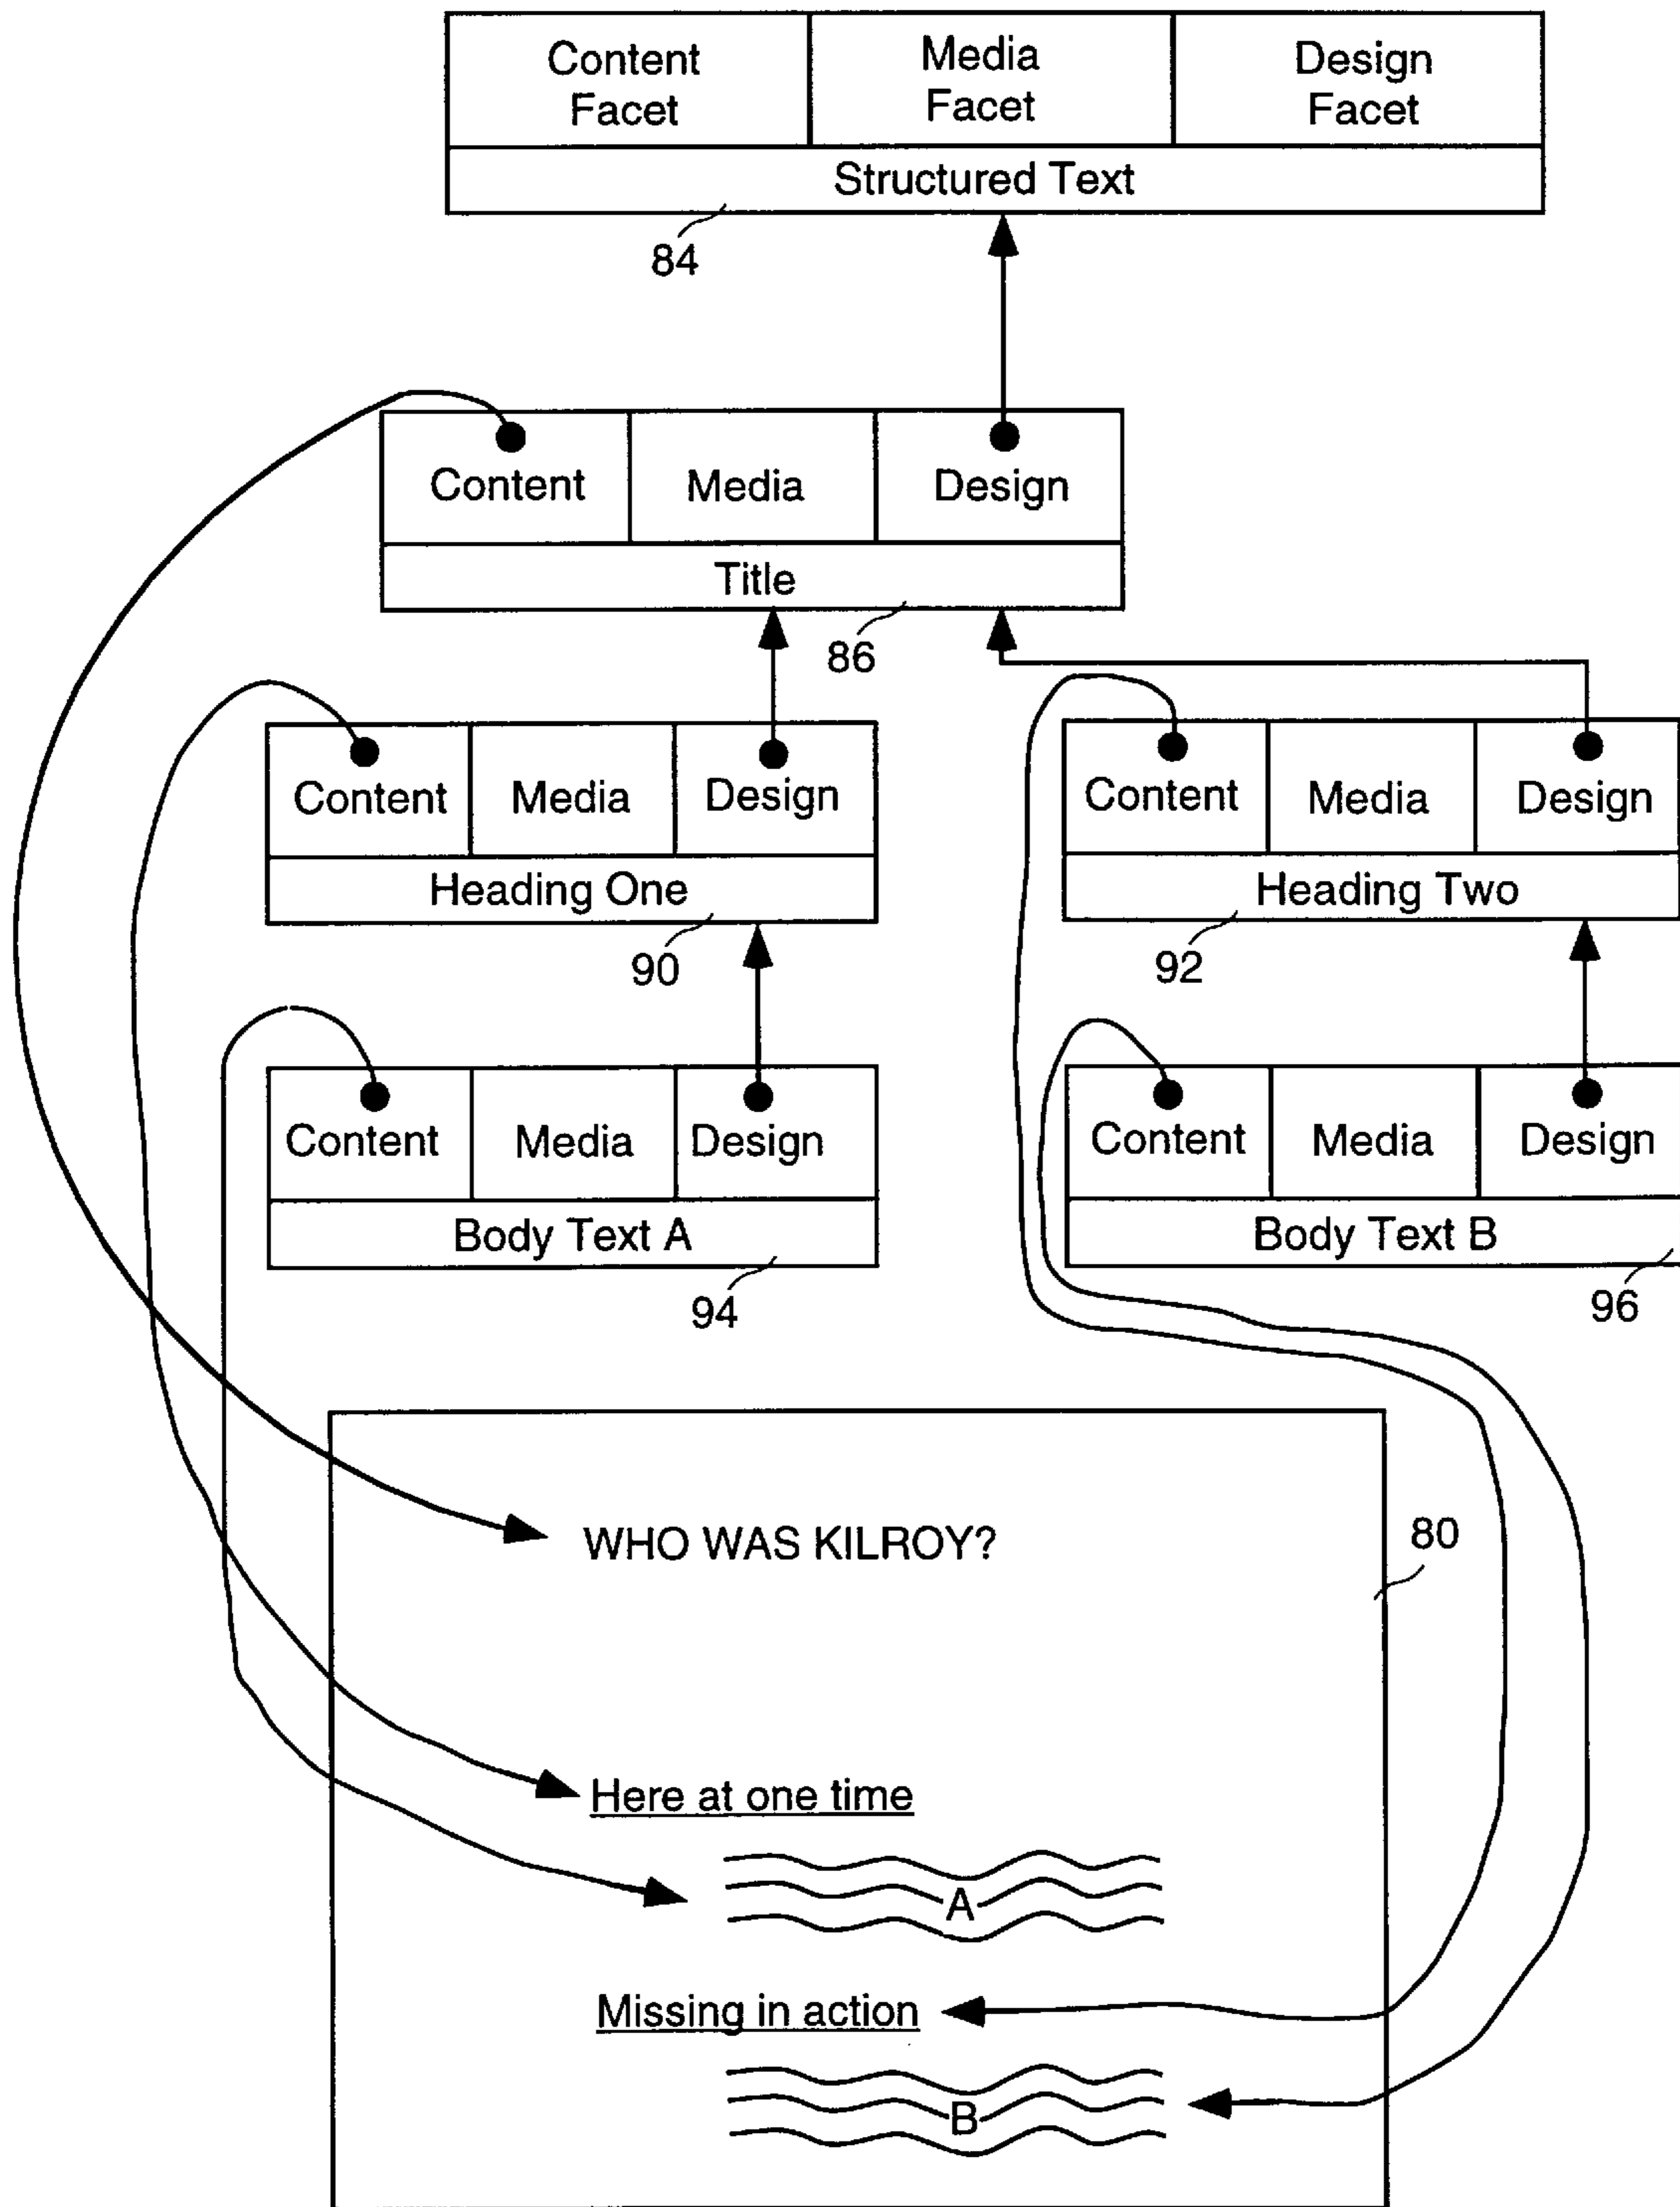 Content Facet
Media Facet
Design Facet
Structured Text
84
Content
Media
Design
Title
86
Content
Media
Design
Heading One
90
Content
Media
Design
Heading Two
92
Content
Media
Design
Body Text A
94
Content
Media
Design
Body Text B
96
WHO WAS KILROY?
80
Here at one time
A
Missing in action
B